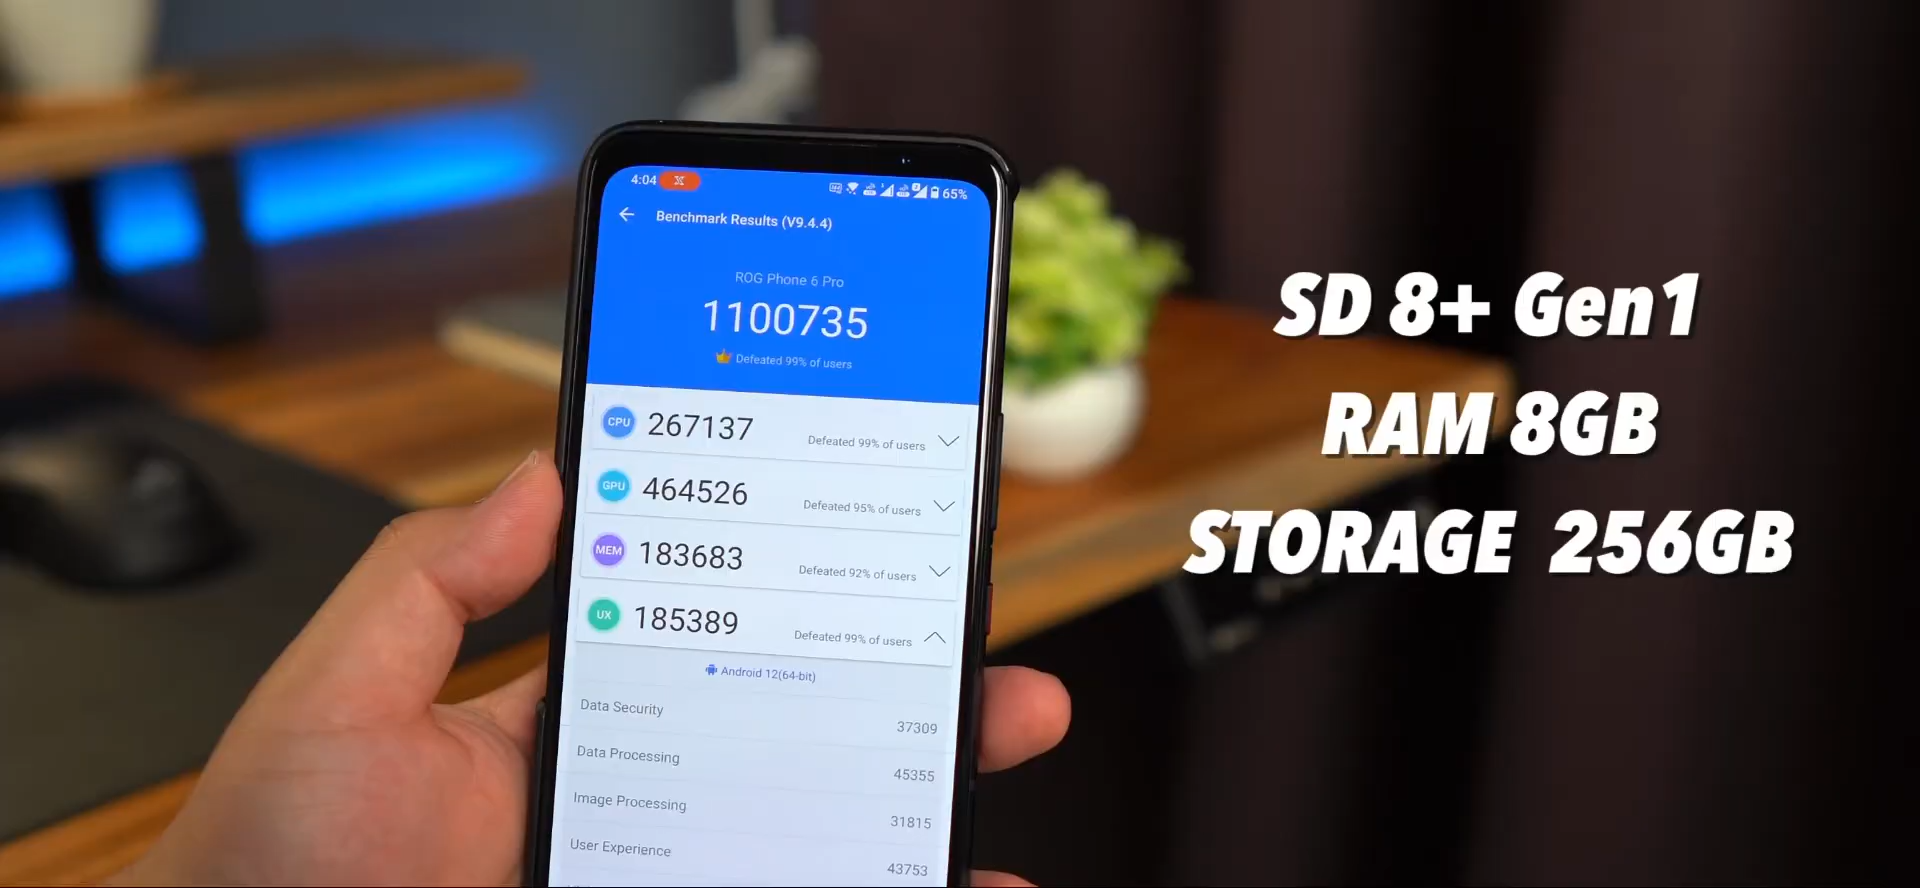 4:04 65%
Benchmark Results (V9.4.4)
ROG Phone 6 Pro
1100735
Defeated 99% of users
CPU 267137 Defeated 99% of users
GPU 464526 Defeated 95% of users
MEM 183683 Defeated 92% of users
UX 185389 Defeated 99% of users
Android 12(64-bit)
Data Security 37309
Data Processing 45355
Image Processing 31815
User Experience 43753
SD 8+ Gen1
RAM 8GB
STORAGE 256GB